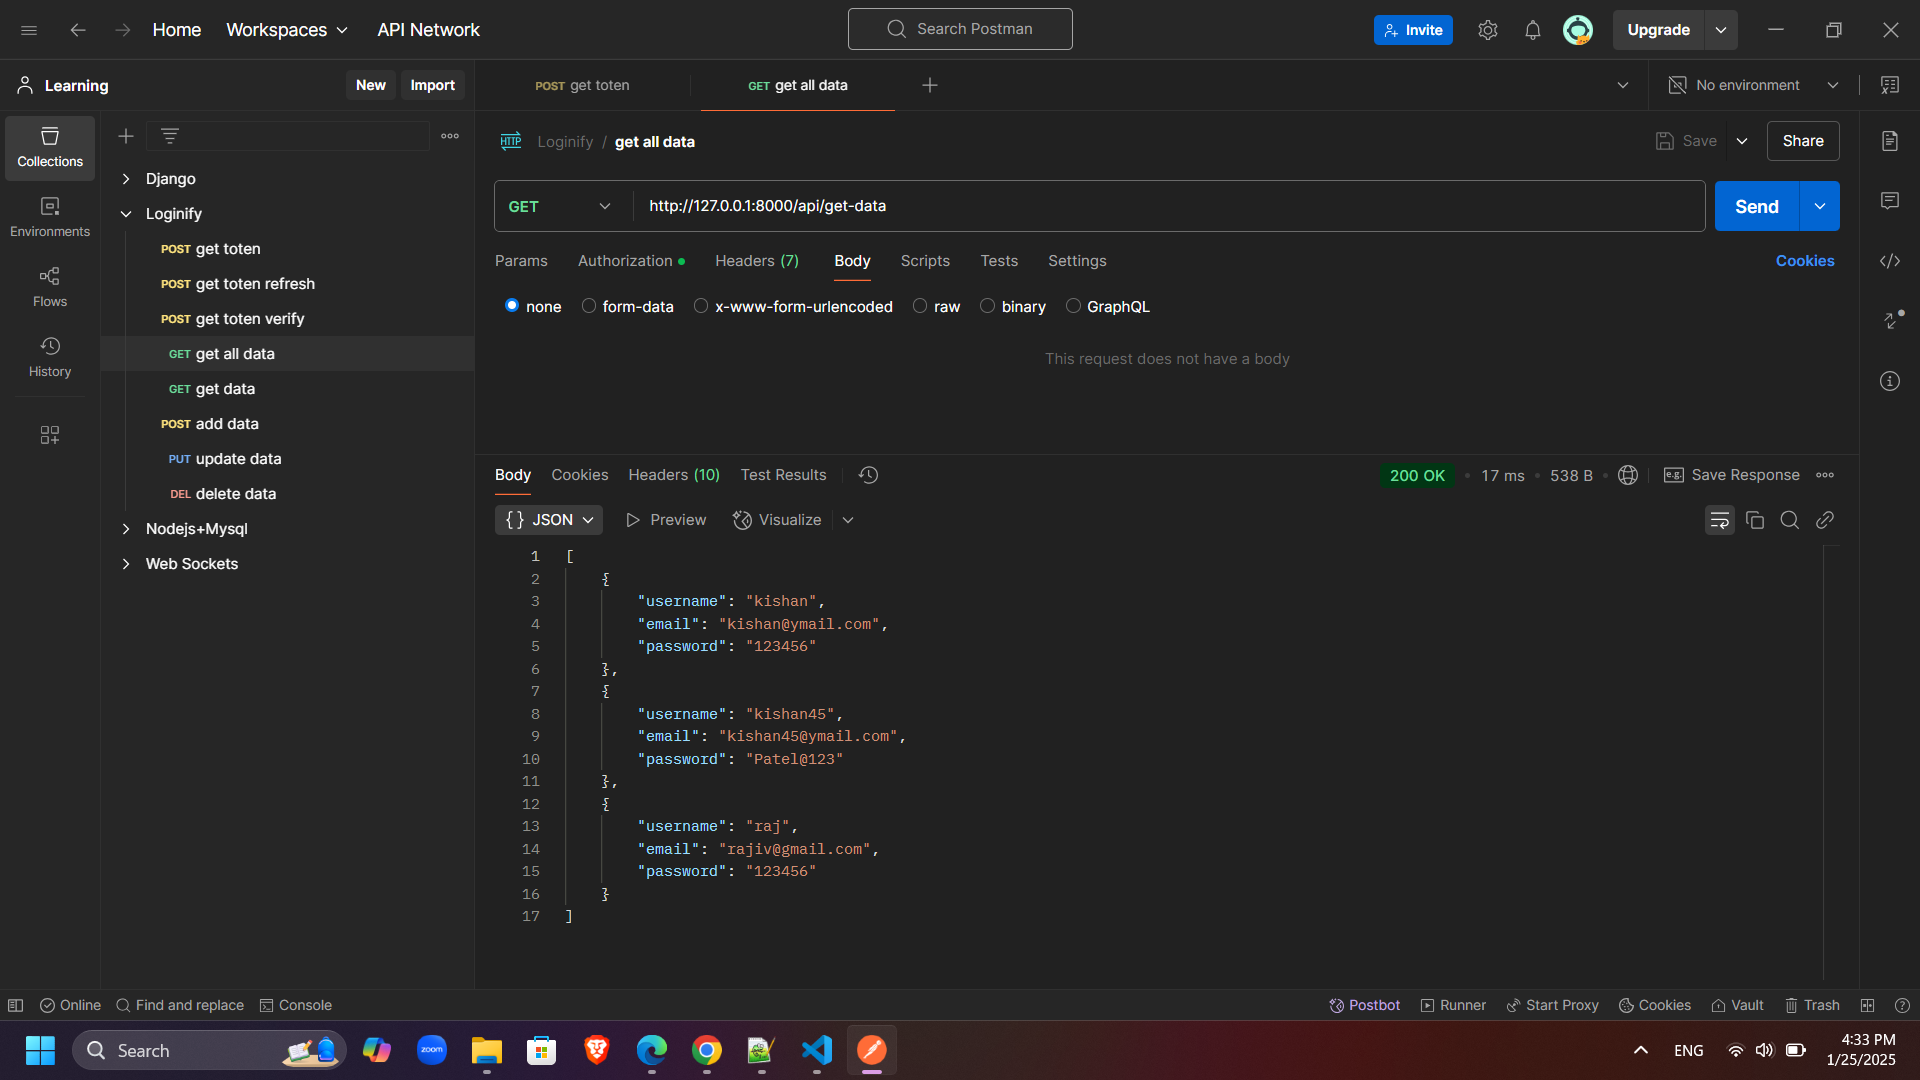 Home Workspaces API Network Search Postman Invite Upgrade
Learning New Import POST get toten GET get all data No environment
HTTP Loginify / get all data Save Share
Collections
Environments
Flows
History
Django
Loginify
POST get toten
POST get toten refresh
POST get toten verify
GET get all data
GET get data
POST add data
PUT update data
DEL delete data
Nodejs+Mysql
Web Sockets
GET http://127.0.0.1:8000/api/get-data Send
Params Authorization Headers (7) Body Scripts Tests Settings Cookies
none form-data x-www-form-urlencoded raw binary GraphQL
This request does not have a body
Body Cookies Headers (10) Test Results 200 OK • 17 ms • 538 B • e.g. Save Response
{} JSON Preview Visualize
1 [
2 {
3 "username": "kishan",
4 "email": "kishan@ymail.com",
5 "password": "123456"
6 },
7 {
8 "username": "kishan45",
9 "email": "kishan45@ymail.com",
10 "password": "Patel@123"
11 },
12 {
13 "username": "raj",
14 "email": "rajiv@gmail.com",
15 "password": "123456"
16 }
17 ]
Online Find and replace Console Postbot Runner Start Proxy Cookies Vault Trash
Search zoom ENG 4:33 PM
1/25/2025